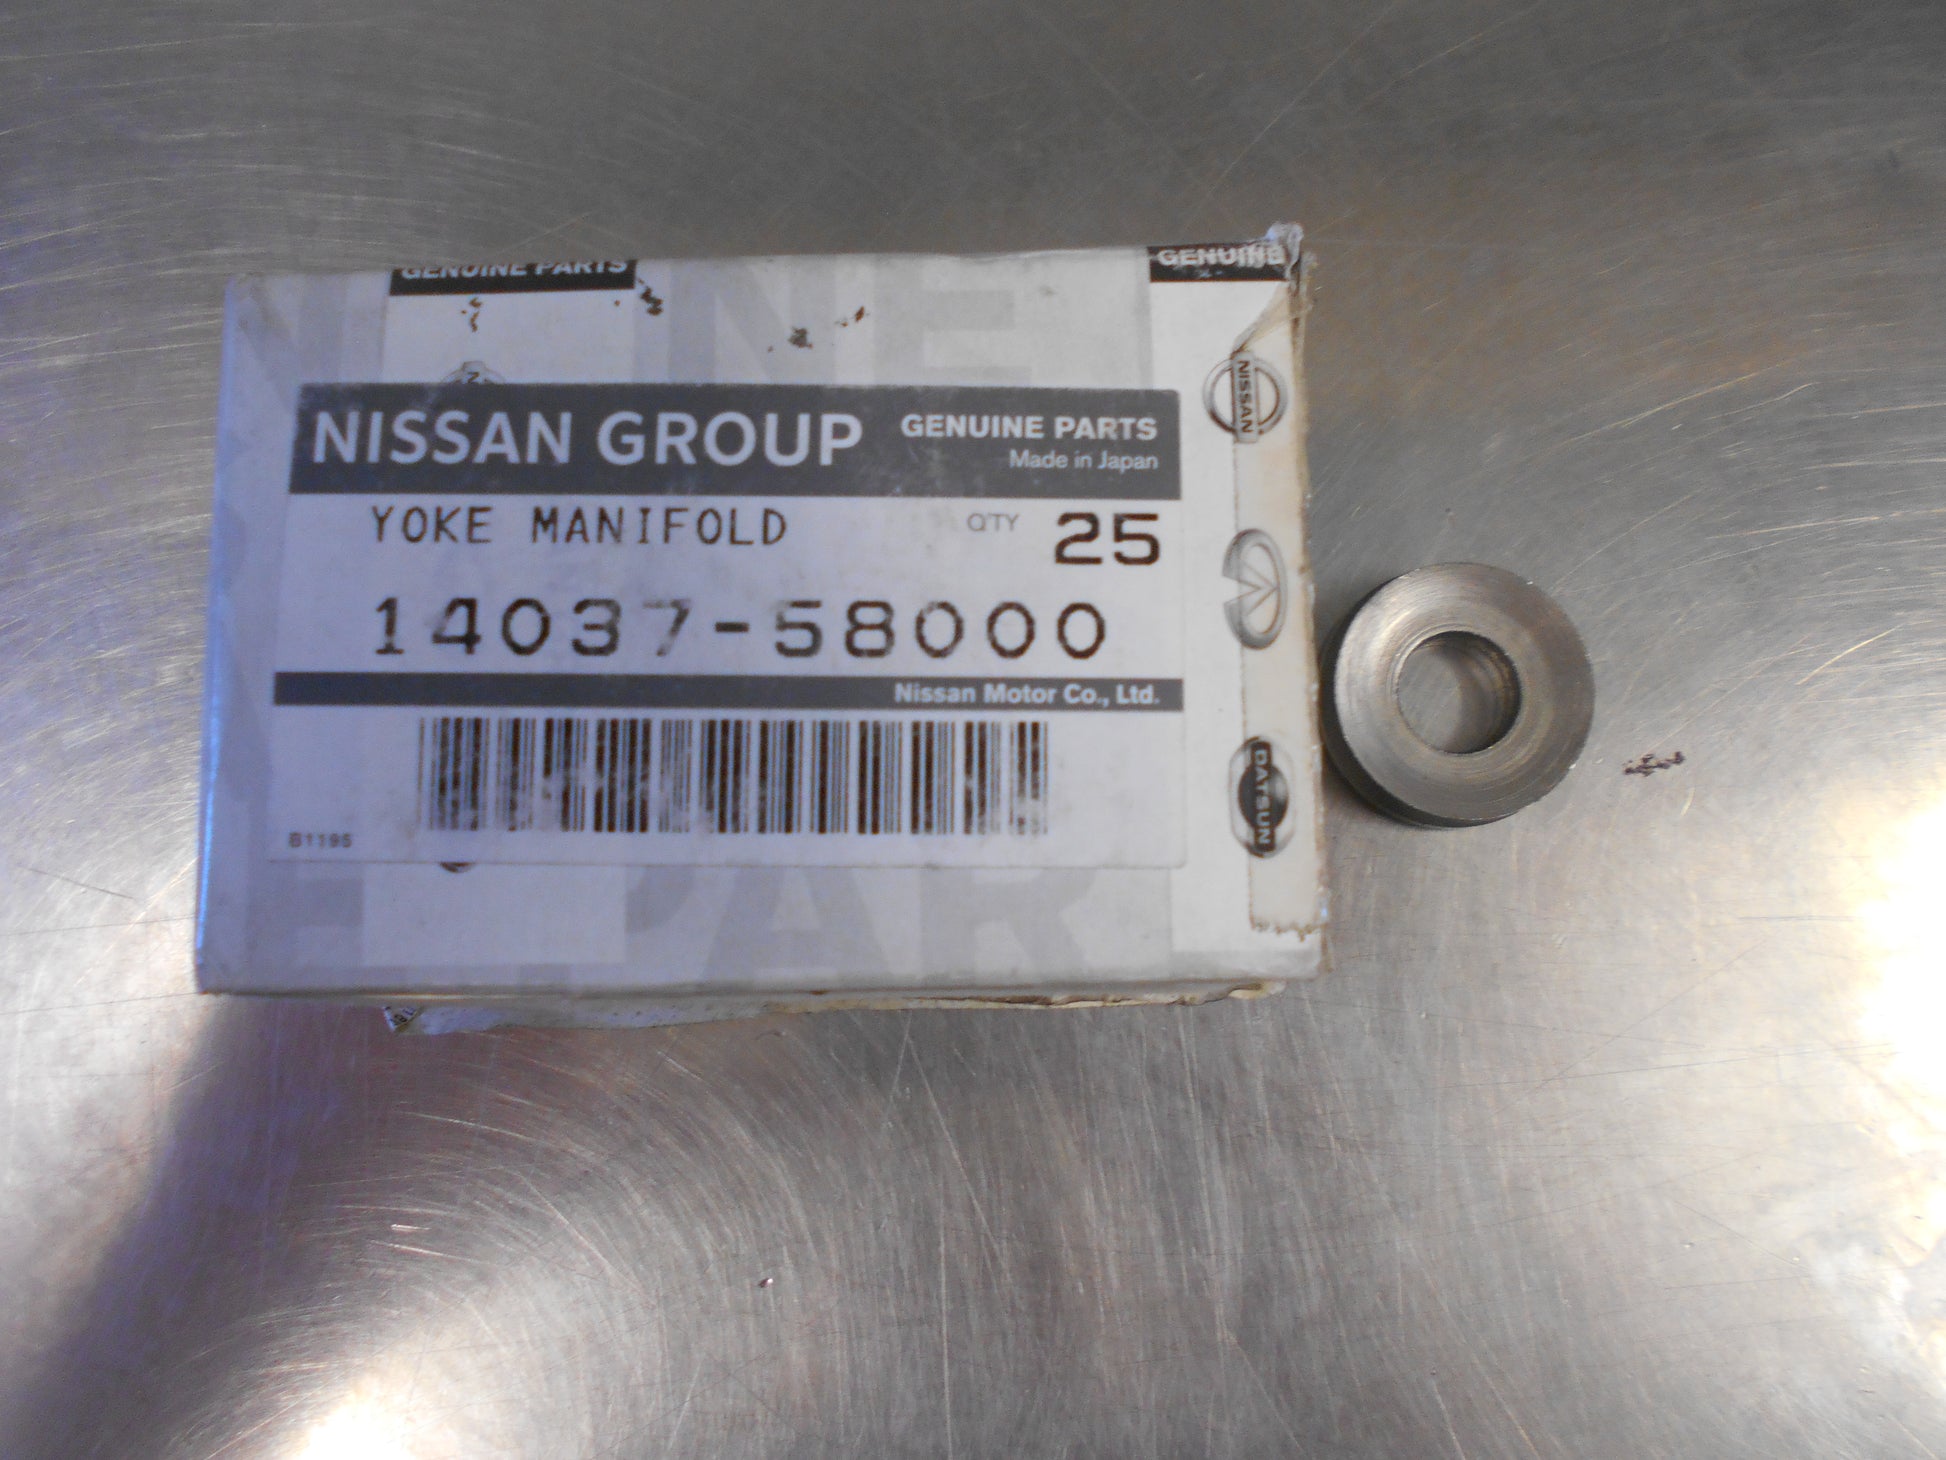 GENUINE PARTS
GENUINE
NISSAN
NISSAN GROUP
GENUINE PARTS
Made in Japan
YOKE MANIFOLD
Q'TY 25
14037-58000
Nissan Motor Co., Ltd.
B1195
DATSUN